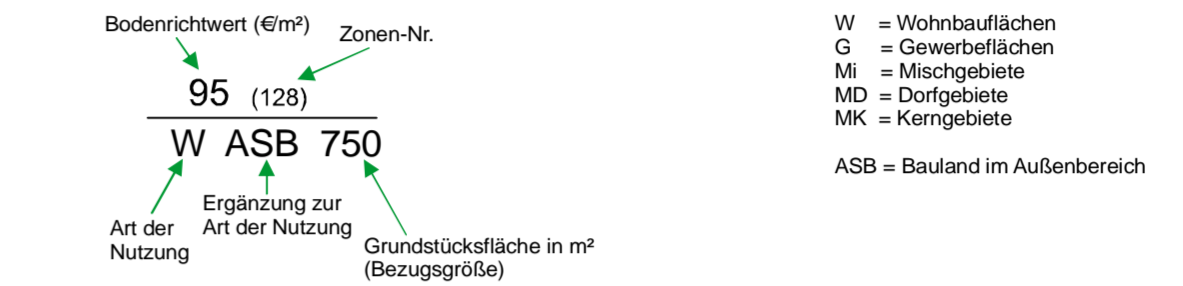 Bodenrichtwert (€/m²)
Zonen-Nr.
95 (128)
W ASB 750
Art der
Nutzung
Ergänzung zur
Art der Nutzung
Grundstücksfläche in m²
(Bezugsgröße)
W = Wohnbauflächen
G = Gewerbeflächen
Mi = Mischgebiete
MD = Dorfgebiete
MK = Kerngebiete
ASB = Bauland im Außenbereich